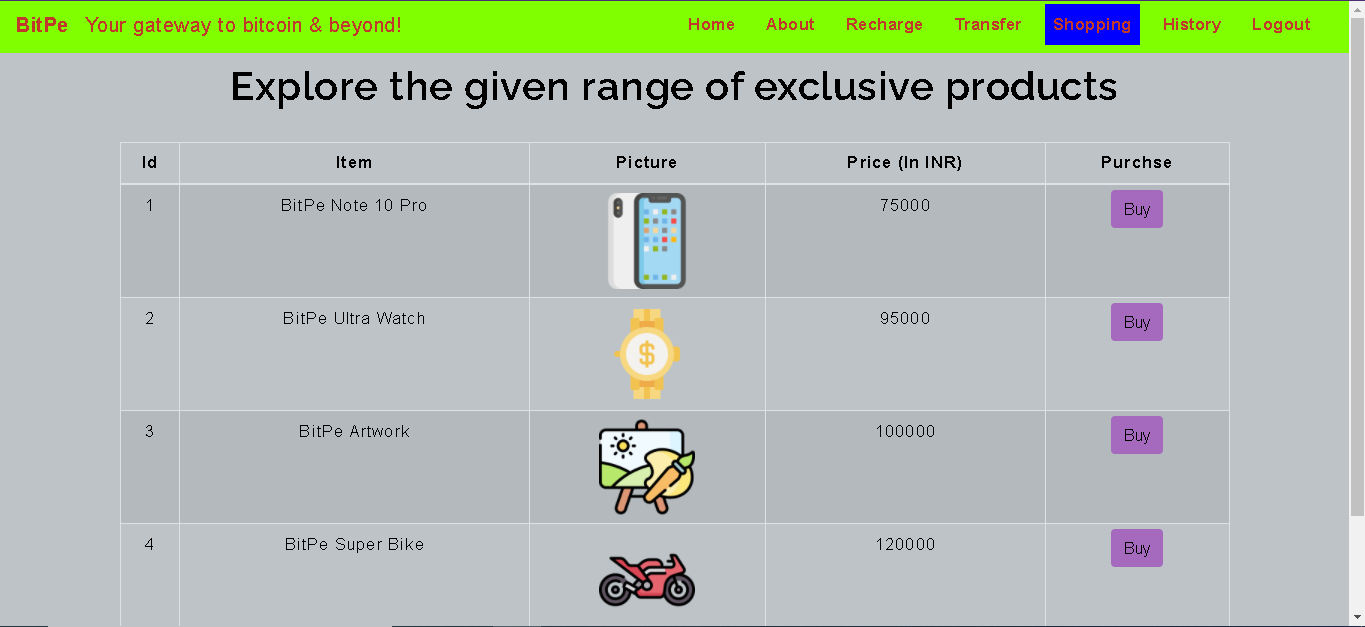 BitPe Your gateway to bitcoin & beyond! Home About Recharge Transfer Shopping History Logout
Explore the given range of exclusive products
Id Item Picture Price (In INR) Purchse
1 BitPe Note 10 Pro 75000 Buy
2 BitPe Ultra Watch 95000 Buy
$
3 BitPe Artwork 100000 Buy
4 BitPe Super Bike 120000 Buy